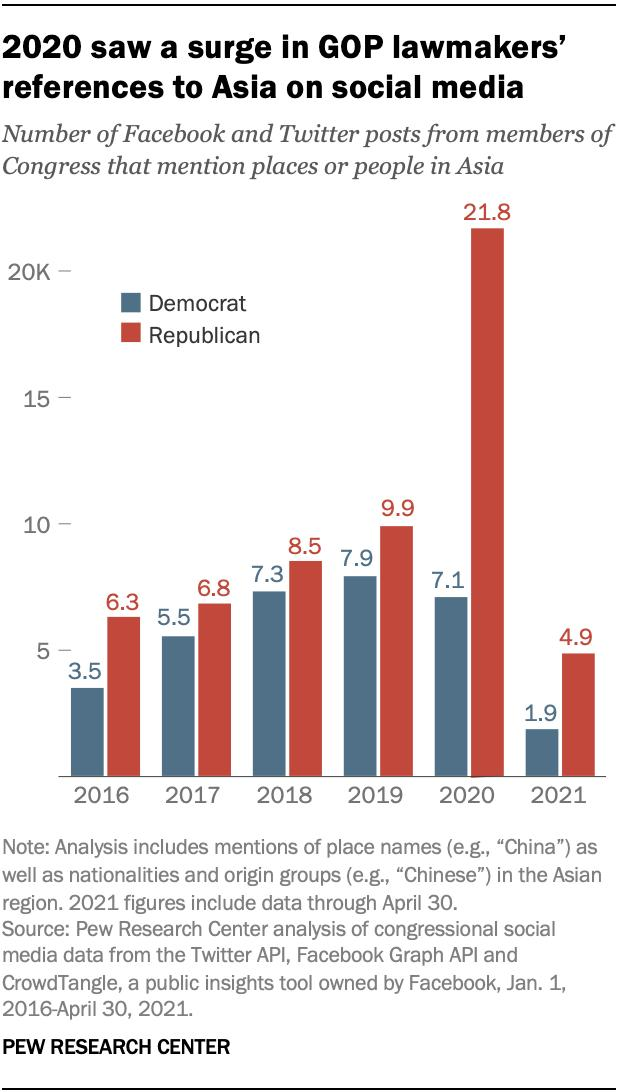 2020 saw a surge in GOP lawmakers’
references to Asia on social media
Number of Facebook and Twitter posts from members of
Congress that mention places or people in Asia
21.8
20K
Democrat
Republican
15
10
9.9
8.5
7.9
7.3
7.1
6.8
6.3
5.5
5
4.9
3.5
1.9
2016 2017 2018 2019 2020 2021
Note: Analysis includes mentions of place names (e.g., “China”) as
well as nationalities and origin groups (e.g., “Chinese”) in the Asian
region. 2021 figures include data through April 30.
Source: Pew Research Center analysis of congressional social
media data from the Twitter API, Facebook Graph API and
CrowdTangle, a public insights tool owned by Facebook, Jan. 1,
2016-April 30, 2021.
PEW RESEARCH CENTER